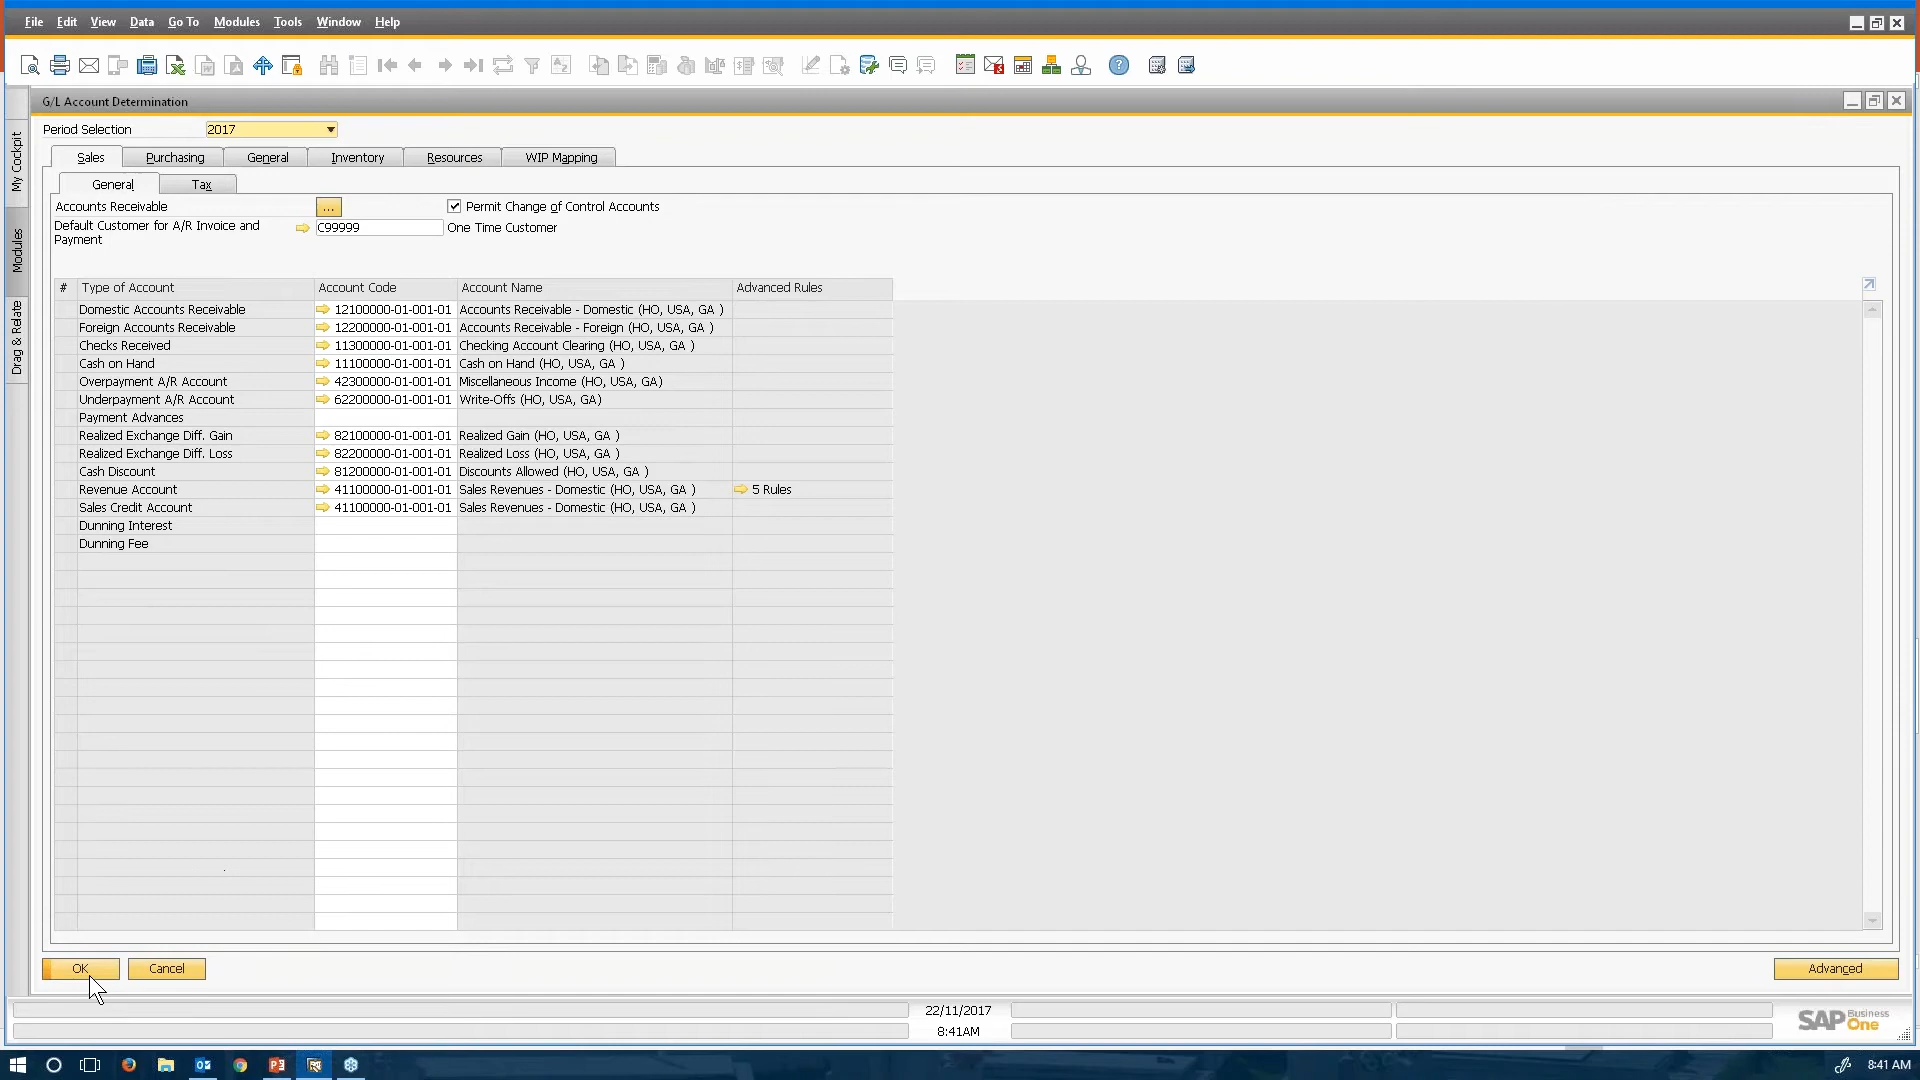 File Edit View Data Go To Modules Tools Window Help
G/L Account Determination
My Cockpit
Modules
Drag & Relate
Period Selection 2017
Sales Purchasing General Inventory Resources WIP Mapping
General Tax
Accounts Receivable ... Permit Change of Control Accounts
Default Customer for A/R Invoice and Payment C99999 One Time Customer
# Type of Account Account Code Account Name Advanced Rules
Domestic Accounts Receivable 12100000-01-001-01 Accounts Receivable - Domestic (HO, USA, GA )
Foreign Accounts Receivable 12200000-01-001-01 Accounts Receivable - Foreign (HO, USA, GA )
Checks Received 11300000-01-001-01 Checking Account Clearing (HO, USA, GA )
Cash on Hand 11100000-01-001-01 Cash on Hand (HO, USA, GA )
Overpayment A/R Account 42300000-01-001-01 Miscellaneous Income (HO, USA, GA)
Underpayment A/R Account 62200000-01-001-01 Write-Offs (HO, USA, GA)
Payment Advances
Realized Exchange Diff. Gain 82100000-01-001-01 Realized Gain (HO, USA, GA )
Realized Exchange Diff. Loss 82200000-01-001-01 Realized Loss (HO, USA, GA )
Cash Discount 81200000-01-001-01 Discounts Allowed (HO, USA, GA )
Revenue Account 41100000-01-001-01 Sales Revenues - Domestic (HO, USA, GA ) 5 Rules
Sales Credit Account 41100000-01-001-01 Sales Revenues - Domestic (HO, USA, GA )
Dunning Interest
Dunning Fee
OK Cancel Advanced
22/11/2017
8:41AM
SAP Business One
8:41 AM